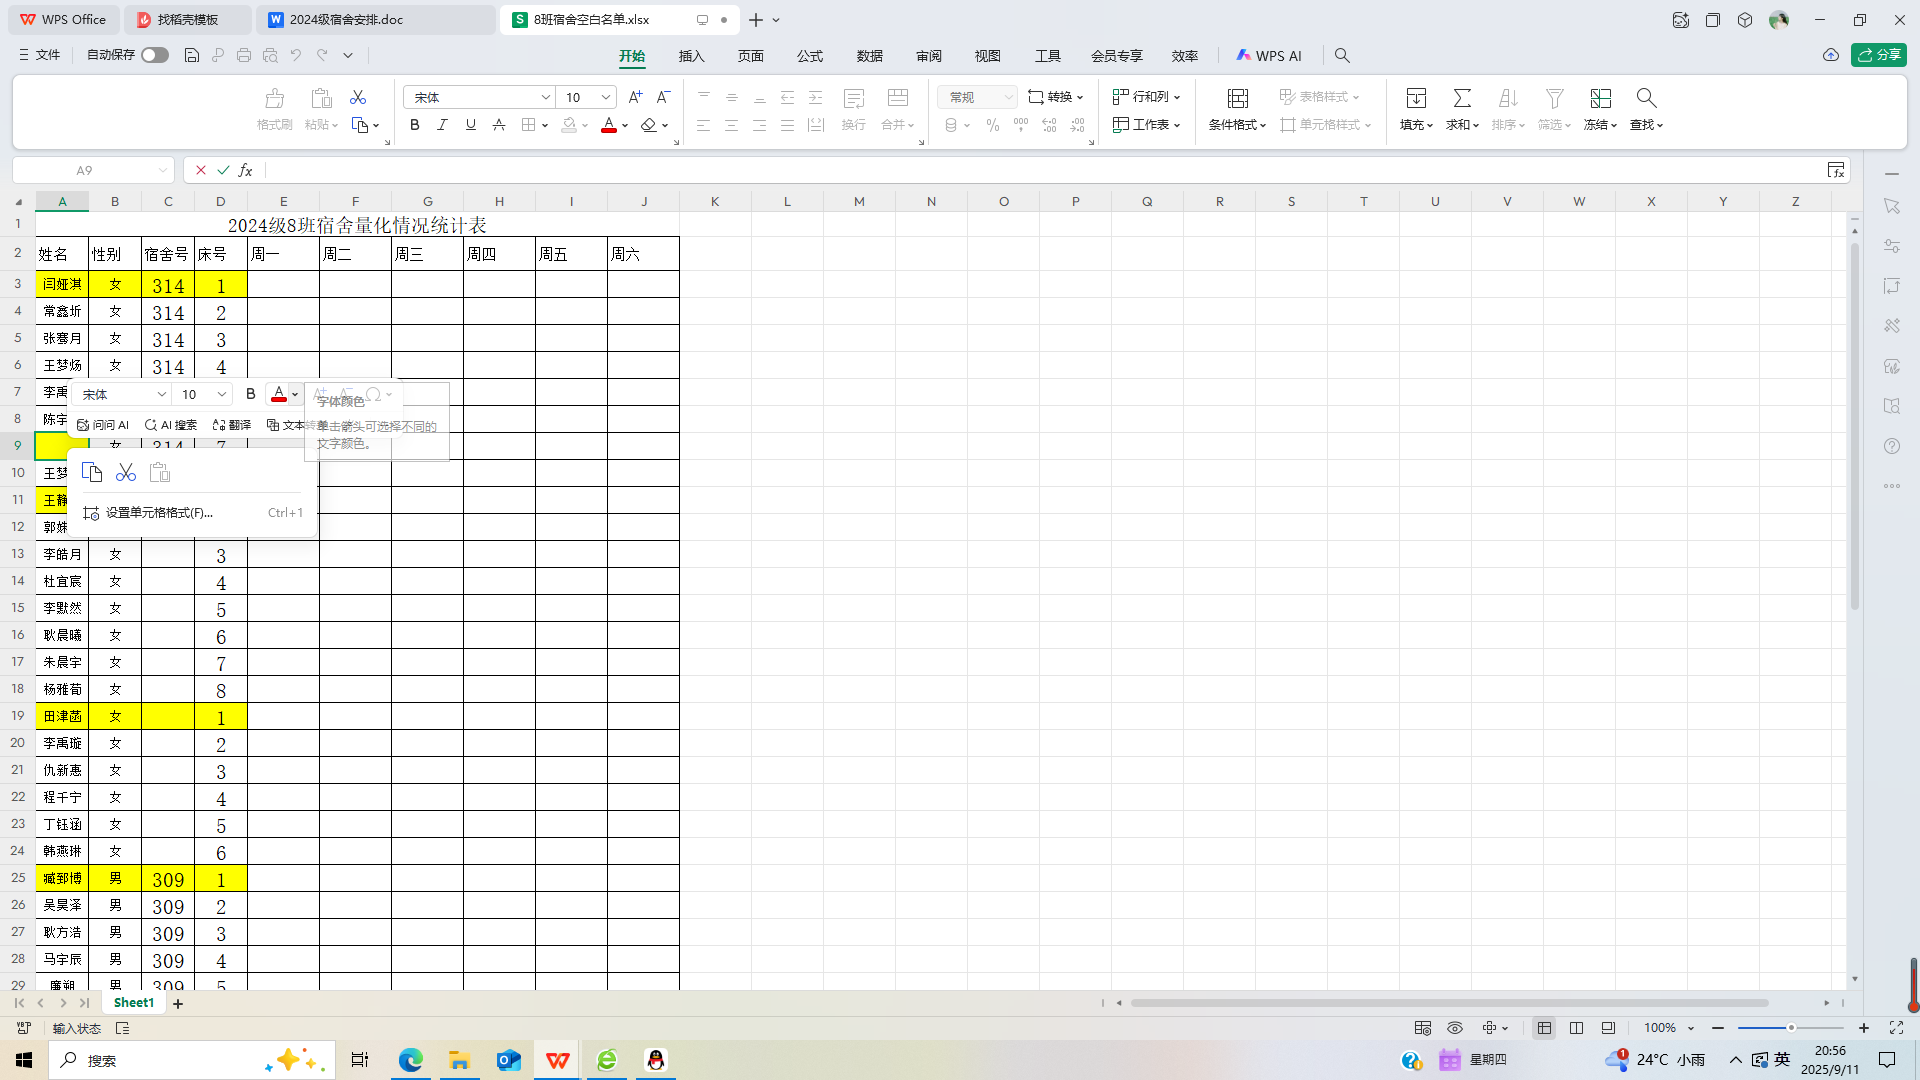 WPS Office 找稻壳模板 2024级宿舍安排.doc 8班宿舍空白名单.xlsx
文件 自动保存 开始 插入 页面 公式 数据 审阅 视图 工具 会员专享 效率 WPS AI 分享
宋体 10 常规 转换 行和列 表格样式
格式刷 粘贴 换行 合并 工作表 条件格式 单元格样式 填充 求和 排序 筛选 冻结 查找
A9 fx
A B C D E F G H I J K L M N O P Q R S T U V W X Y Z
1 2024级8班宿舍量化情况统计表
2 姓名 性别 宿舍号 床号 周一 周二 周三 周四 周五 周六
3 闫娅淇 女 314 1
4 常鑫圻 女 314 2
5 张骞月 女 314 3
6 王梦炀 女 314 4
7 李禹
宋体 10 B A
字体颜色
8 陈宇
问问 AI AI 搜索 翻译 文本
单击箭头可选择不同的
文字颜色。
9 女 314 7
10 王梦
11 王静
设置单元格格式(F)... Ctrl+1
12 郭姝
13 李皓月 女 3
14 杜宜宸 女 4
15 李默然 女 5
16 耿晨曦 女 6
17 朱晨宇 女 7
18 杨雅荀 女 8
19 田津菡 女 1
20 李禹璇 女 2
21 仇新惠 女 3
22 程千宁 女 4
23 丁钰涵 女 5
24 韩燕琳 女 6
25 臧郅博 男 309 1
26 吴昊泽 男 309 2
27 耿方浩 男 309 3
28 马宇辰 男 309 4
29 廉朔 男 309 5
Sheet1
输入状态 100%
搜索 星期四 24°C 小雨 英 20:56
2025/9/11